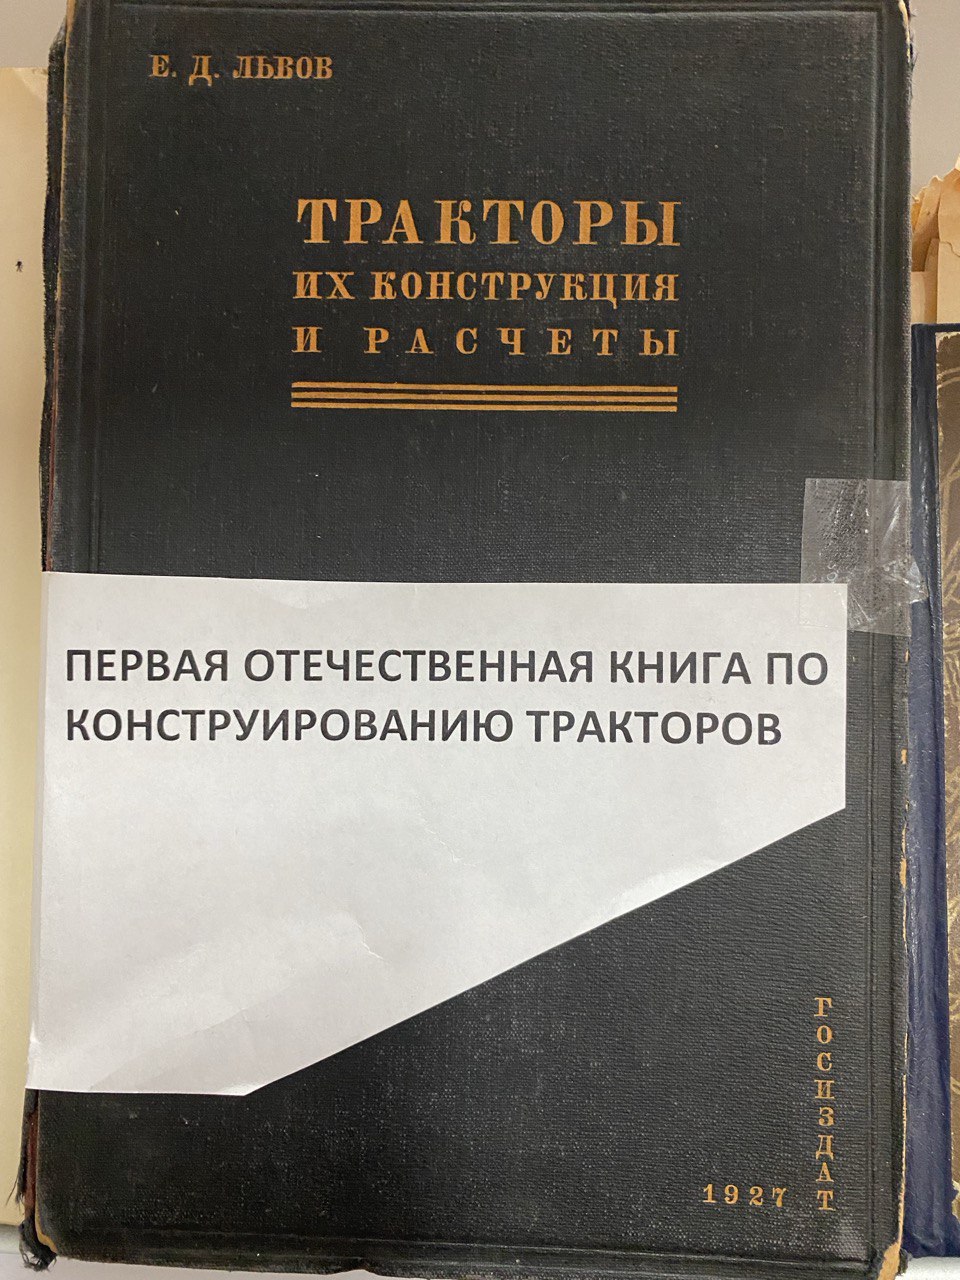 Е. Д. ЛЬВОВ
ТРАКТОРЫ
ИХ КОНСТРУКЦИЯ
И РАСЧЕТЫ
ПЕРВАЯ ОТЕЧЕСТВЕННАЯ КНИГА ПО
КОНСТРУИРОВАНИЮ ТРАКТОРОВ
ГОСИЗДАТ
1927